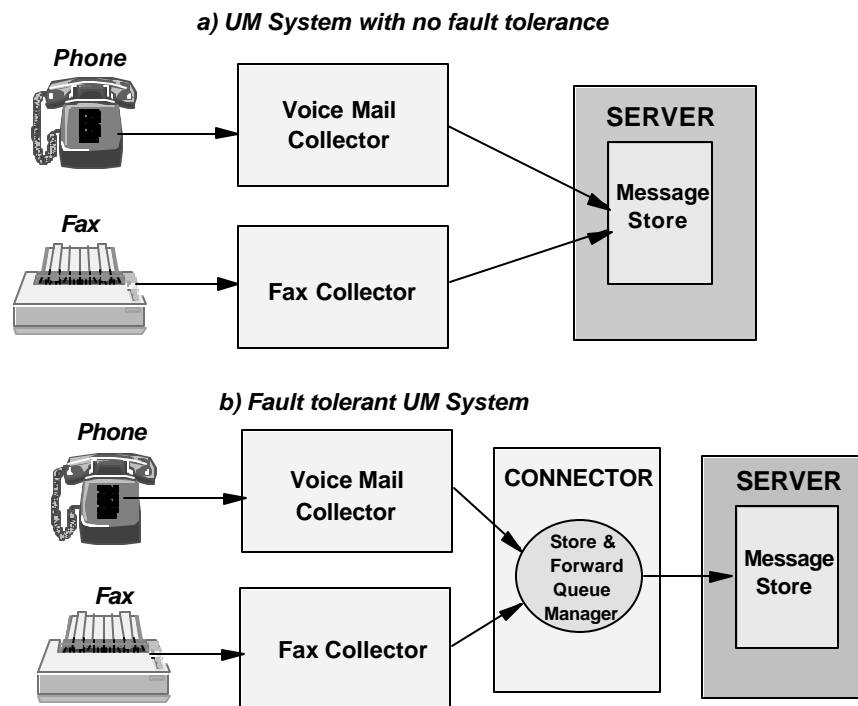 a) UM System with no fault tolerance
Phone
Voice Mail
Collector
SERVER
Message
Store
Fax
Fax Collector
b) Fault tolerant UM System
Phone
Voice Mail
Collector
CONNECTOR
Store &
Forward
Queue
Manager
SERVER
Message
Store
Fax
Fax Collector